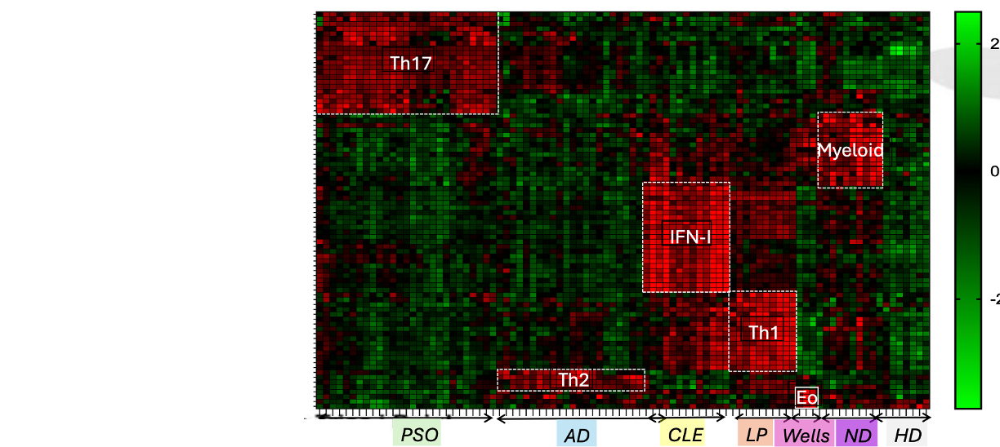 Th17
2
Myeloid
0
IFN-I
-2
Th1
Th2
Eo
PSO AD CLE LP Wells ND HD